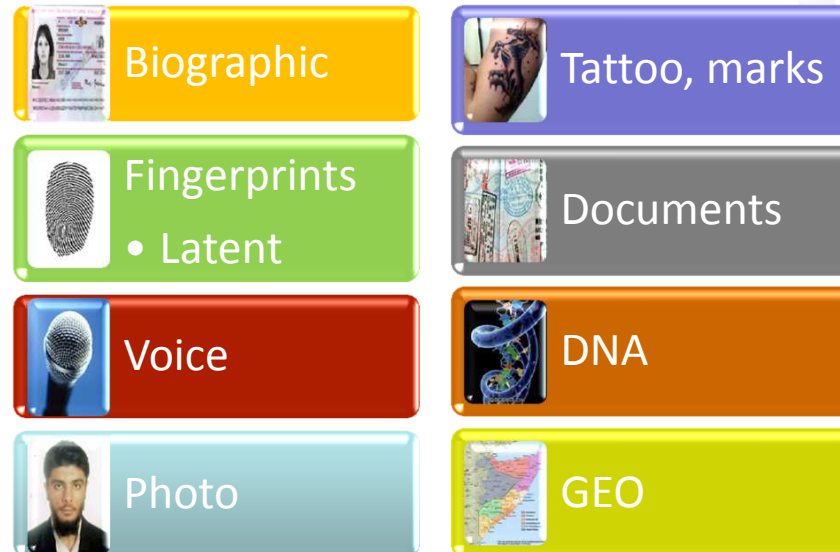 Biographic
Fingerprints
• Latent
Voice
Photo
Tattoo, marks
Documents
DNA
GEO